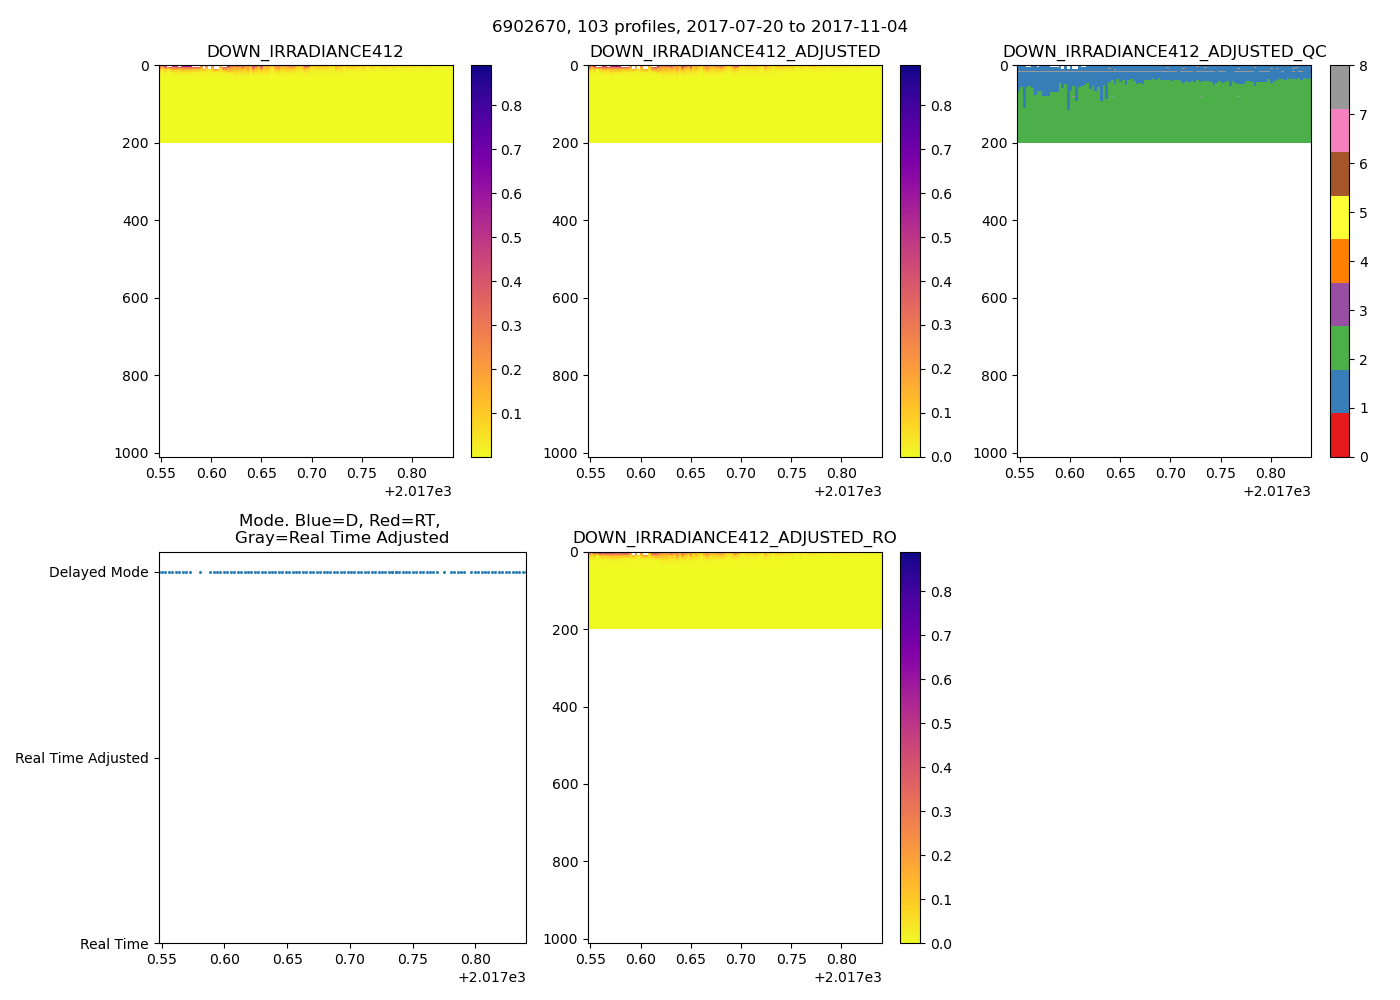 6902670, 103 profiles, 2017-07-20 to 2017-11-04
DOWN_IRRADIANCE412
0
200
400
600
800
1000
0.55 0.60 0.65 0.70 0.75 0.80
+2.017e3
0.8
0.7
0.6
0.5
0.4
0.3
0.2
0.1
DOWN_IRRADIANCE412_ADJUSTED
0
200
400
600
800
1000
0.55 0.60 0.65 0.70 0.75 0.80
+2.017e3
0.8
0.7
0.6
0.5
0.4
0.3
0.2
0.1
0.0
DOWN_IRRADIANCE412_ADJUSTED_QC
0
200
400
600
800
1000
0.55 0.60 0.65 0.70 0.75 0.80
+2.017e3
8
7
6
5
4
3
2
1
0
Mode. Blue=D, Red=RT,
Gray=Real Time Adjusted
Delayed Mode
Real Time Adjusted
Real Time
0.55 0.60 0.65 0.70 0.75 0.80
+2.017e3
DOWN_IRRADIANCE412_ADJUSTED_RO
0
200
400
600
800
1000
0.55 0.60 0.65 0.70 0.75 0.80
+2.017e3
0.8
0.7
0.6
0.5
0.4
0.3
0.2
0.1
0.0